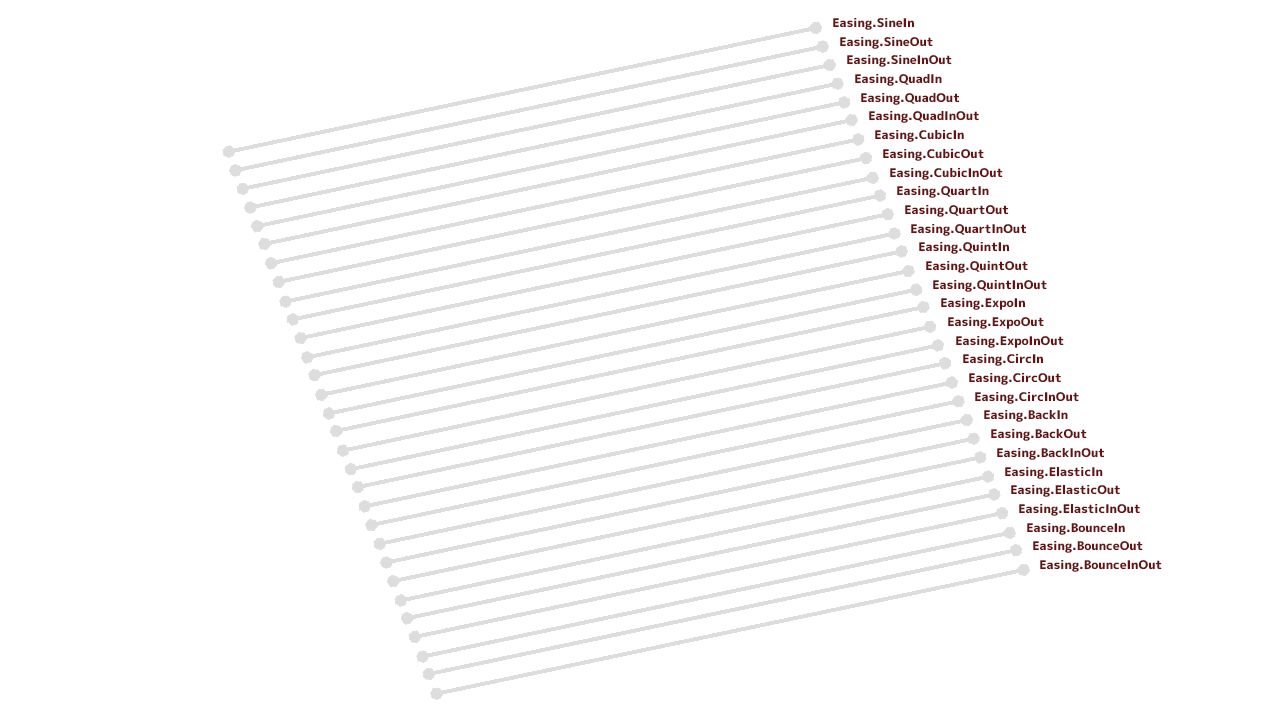 Easing.SineIn
Easing.SineOut
Easing.SineInOut
Easing.QuadIn
Easing.QuadOut
Easing.QuadInOut
Easing.CubicIn
Easing.CubicOut
Easing.CubicInOut
Easing.QuartIn
Easing.QuartOut
Easing.QuartInOut
Easing.QuintIn
Easing.QuintOut
Easing.QuintInOut
Easing.ExpoIn
Easing.ExpoOut
Easing.ExpoInOut
Easing.CircIn
Easing.CircOut
Easing.CircInOut
Easing.BackIn
Easing.BackOut
Easing.BackInOut
Easing.ElasticIn
Easing.ElasticOut
Easing.ElasticInOut
Easing.BounceIn
Easing.BounceOut
Easing.BounceInOut